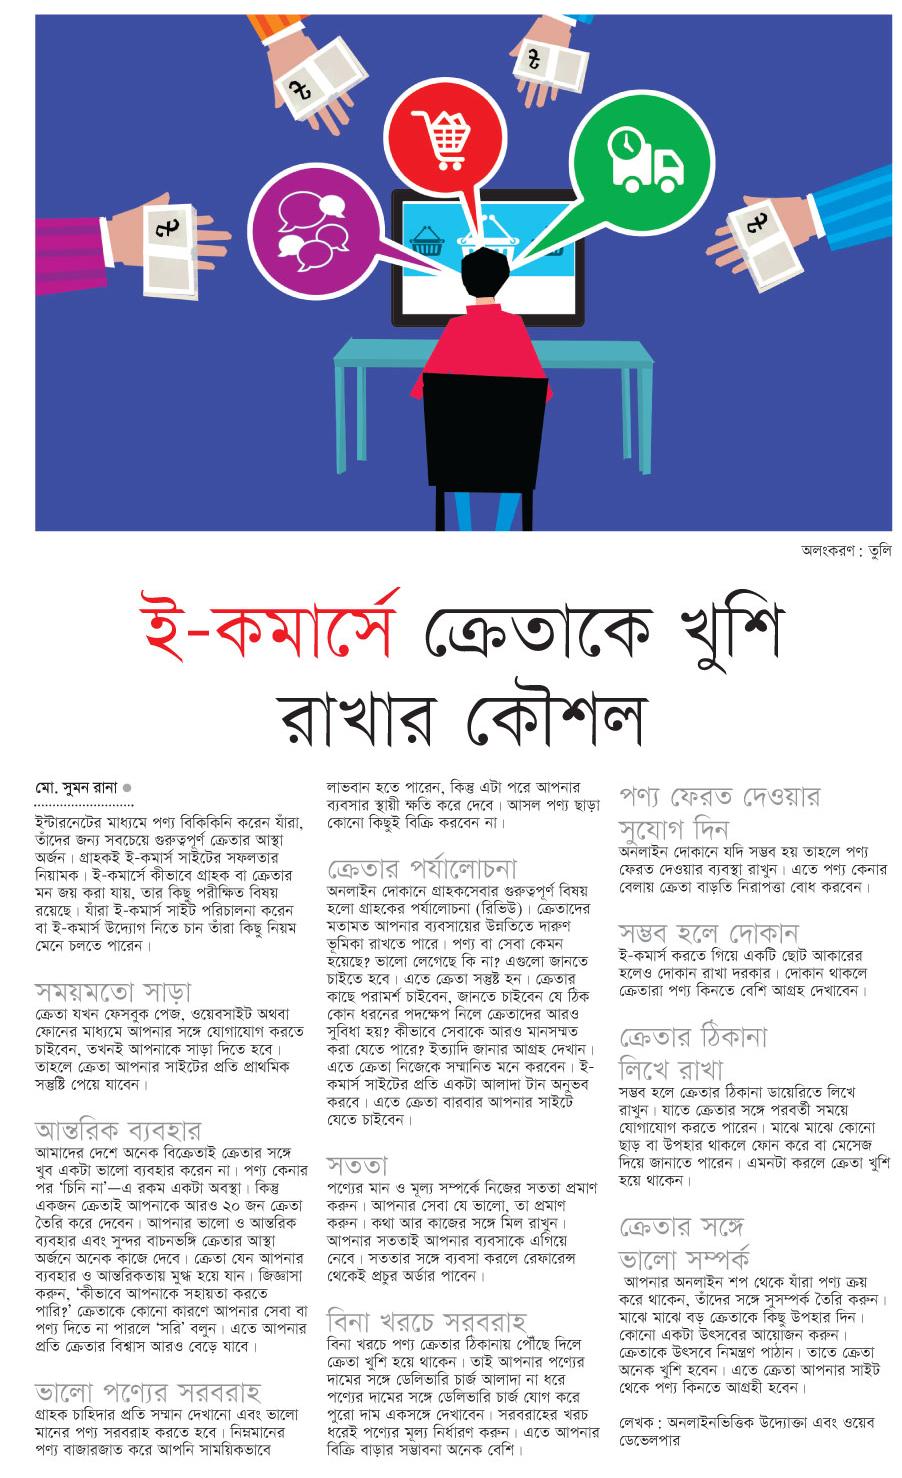 ৳
৳
৳
৳
অলংকরণ : তুলি
ই-কমার্সে ক্রেতাকে খুশি
রাখার কৌশল
মো. সুমন রানা ●
ইন্টারনেটের মাধ্যমে পণ্য বিকিকিনি করেন যাঁরা,
তাঁদের জন্য সবচেয়ে গুরুত্বপূর্ণ ক্রেতার আস্থা
অর্জন। গ্রাহকই ই-কমার্স সাইটের সফলতার
নিয়ামক। ই-কমার্সে কীভাবে গ্রাহক বা ক্রেতার
মন জয় করা যায়, তার কিছু পরীক্ষিত বিষয়
রয়েছে। যাঁরা ই-কমার্স সাইট পরিচালনা করেন
বা ই-কমার্স উদ্যোগ নিতে চান তাঁরা কিছু নিয়ম
মেনে চলতে পারেন।
সময়মতো সাড়া
ক্রেতা যখন ফেসবুক পেজ, ওয়েবসাইট অথবা
ফোনের মাধ্যমে আপনার সঙ্গে যোগাযোগ করতে
চাইবেন, তখনই আপনাকে সাড়া দিতে হবে।
তাহলে ক্রেতা আপনার সাইটের প্রতি প্রাথমিক
সন্তুষ্টি পেয়ে যাবেন।
আন্তরিক ব্যবহার
আমাদের দেশে অনেক বিক্রেতাই ক্রেতার সঙ্গে
খুব একটা ভালো ব্যবহার করেন না। পণ্য কেনার
পর ‘চিনি না’—এ রকম একটা অবস্থা। কিন্তু
একজন ক্রেতাই আপনাকে আরও ২০ জন ক্রেতা
তৈরি করে দেবেন। আপনার ভালো ও আন্তরিক
ব্যবহার এবং সুন্দর বাচনভঙ্গি ক্রেতার আস্থা
অর্জনে অনেক কাজে দেবে। ক্রেতা যেন আপনার
ব্যবহার ও আন্তরিকতায় মুগ্ধ হয়ে যান। জিজ্ঞাসা
করুন, ‘কীভাবে আপনাকে সহায়তা করতে
পারি?’ ক্রেতাকে কোনো কারণে আপনার সেবা বা
পণ্য দিতে না পারলে ‘সরি’ বলুন। এতে আপনার
প্রতি ক্রেতার বিশ্বাস আরও বেড়ে যাবে।
ভালো পণ্যের সরবরাহ
গ্রাহক চাহিদার প্রতি সম্মান দেখানো এবং ভালো
মানের পণ্য সরবরাহ করতে হবে। নিম্নমানের
পণ্য বাজারজাত করে আপনি সাময়িকভাবে
লাভবান হতে পারেন, কিন্তু এটা পরে আপনার
ব্যবসার স্থায়ী ক্ষতি করে দেবে। আসল পণ্য ছাড়া
কোনো কিছুই বিক্রি করবেন না।
ক্রেতার পর্যালোচনা
অনলাইন দোকানে গ্রাহকসেবার গুরুত্বপূর্ণ বিষয়
হলো গ্রাহকের পর্যালোচনা (রিভিউ)। ক্রেতাদের
মতামত আপনার ব্যবসায়ের উন্নতিতে দারুণ
ভূমিকা রাখতে পারে। পণ্য বা সেবা কেমন
হয়েছে? ভালো লেগেছে কি না? এগুলো জানতে
চাইতে হবে। এতে ক্রেতা সন্তুষ্ট হন। ক্রেতার
কাছে পরামর্শ চাইবেন, জানতে চাইবেন যে ঠিক
কোন ধরনের পদক্ষেপ নিলে ক্রেতাদের আরও
সুবিধা হয়? কীভাবে সেবাকে আরও মানসম্মত
করা যেতে পারে? ইত্যাদি জানার আগ্রহ দেখান।
এতে ক্রেতা নিজেকে সম্মানিত মনে করবেন। ই-
কমার্স সাইটের প্রতি একটা আলাদা টান অনুভব
করবে। এতে ক্রেতা বারবার আপনার সাইটে
যেতে চাইবেন।
সততা
পণ্যের মান ও মূল্য সম্পর্কে নিজের সততা প্রমাণ
করুন। আপনার সেবা যে ভালো, তা প্রমাণ
করুন। কথা আর কাজের সঙ্গে মিল রাখুন।
আপনার সততাই আপনার ব্যবসাকে এগিয়ে
নেবে। সততার সঙ্গে ব্যবসা করলে রেফারেন্স
থেকেই প্রচুর অর্ডার পাবেন।
বিনা খরচে সরবরাহ
বিনা খরচে পণ্য ক্রেতার ঠিকানায় পৌঁছে দিলে
ক্রেতা খুশি হয়ে থাকেন। তাই আপনার পণ্যের
দামের সঙ্গে ডেলিভারি চার্জ আলাদা না ধরে
পণ্যের দামের সঙ্গে ডেলিভারি চার্জ যোগ করে
পুরো দাম একসঙ্গে দেখাবেন। সরবরাহের খরচ
ধরেই পণ্যের মূল্য নির্ধারণ করুন। এতে আপনার
বিক্রি বাড়ার সম্ভাবনা অনেক বেশি।
পণ্য ফেরত দেওয়ার
সুযোগ দিন
অনলাইন দোকানে যদি সম্ভব হয় তাহলে পণ্য
ফেরত দেওয়ার ব্যবস্থা রাখুন। এতে পণ্য কেনার
বেলায় ক্রেতা বাড়তি নিরাপত্তা বোধ করবেন।
সম্ভব হলে দোকান
ই-কমার্স করতে গিয়ে একটি ছোট আকারের
হলেও দোকান রাখা দরকার। দোকান থাকলে
ক্রেতারা পণ্য কিনতে বেশি আগ্রহ দেখাবেন।
ক্রেতার ঠিকানা
লিখে রাখা
সম্ভব হলে ক্রেতার ঠিকানা ডায়েরিতে লিখে
রাখুন। যাতে ক্রেতার সঙ্গে পরবর্তী সময়ে
যোগাযোগ করতে পারেন। মাঝে মাঝে কোনো
ছাড় বা উপহার থাকলে ফোন করে বা মেসেজ
দিয়ে জানাতে পারেন। এমনটা করলে ক্রেতা খুশি
হয়ে থাকেন।
ক্রেতার সঙ্গে
ভালো সম্পর্ক
আপনার অনলাইন শপ থেকে যাঁরা পণ্য ক্রয়
করে থাকেন, তাঁদের সঙ্গে সুসম্পর্ক তৈরি করুন।
মাঝে মাঝে বড় ক্রেতাকে কিছু উপহার দিন।
কোনো একটা উৎসবের আয়োজন করুন।
ক্রেতাকে উৎসবে নিমন্ত্রণ পাঠান। তাতে ক্রেতা
অনেক খুশি হবেন। এতে ক্রেতা আপনার সাইট
থেকে পণ্য কিনতে আগ্রহী হবেন।
লেখক : অনলাইনভিত্তিক উদ্যোক্তা এবং ওয়েব
ডেভেলপার